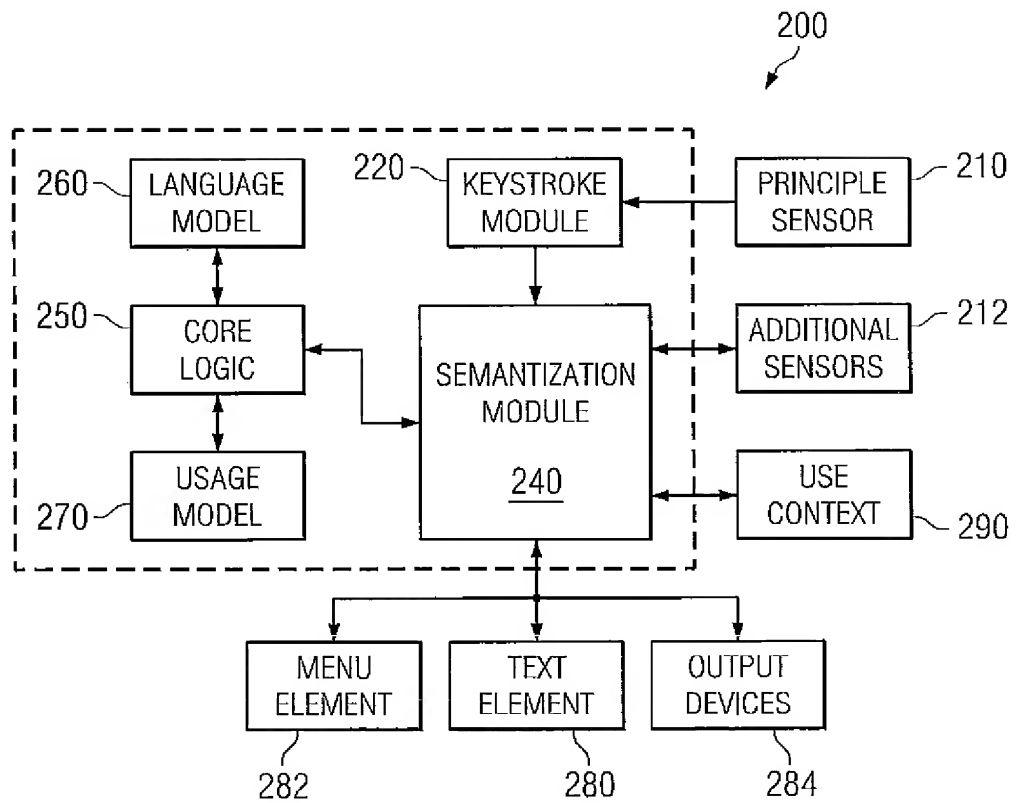 200
260
LANGUAGE
MODEL
220
KEYSTROKE
MODULE
PRINCIPLE
SENSOR
210
250
CORE
LOGIC
SEMANTIZATION
MODULE
240
ADDITIONAL
SENSORS
212
270
USAGE
MODEL
USE
CONTEXT
290
MENU
ELEMENT
282
TEXT
ELEMENT
280
OUTPUT
DEVICES
284